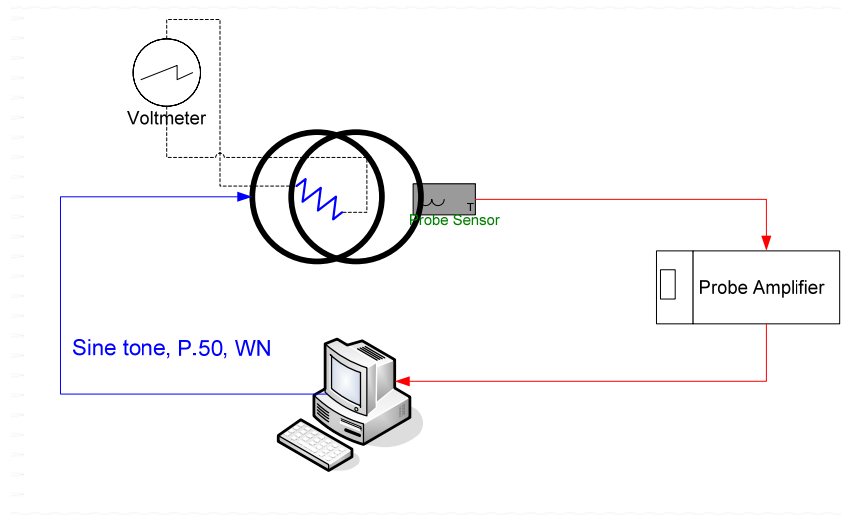 Voltmeter
T
Probe Sensor
Probe Amplifier
Sine tone, P.50, WN